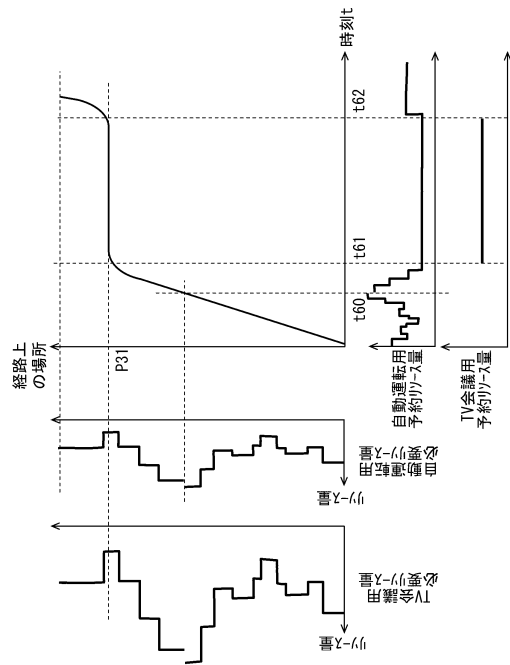 経路上
の場所
P31
時刻t
t60
t61
t62
自動運転用
予約リソース量
TV会議用
予約リソース量
自動運転用
必要リソース量
リソース量
TV会議用
必要リソース量
リソース量